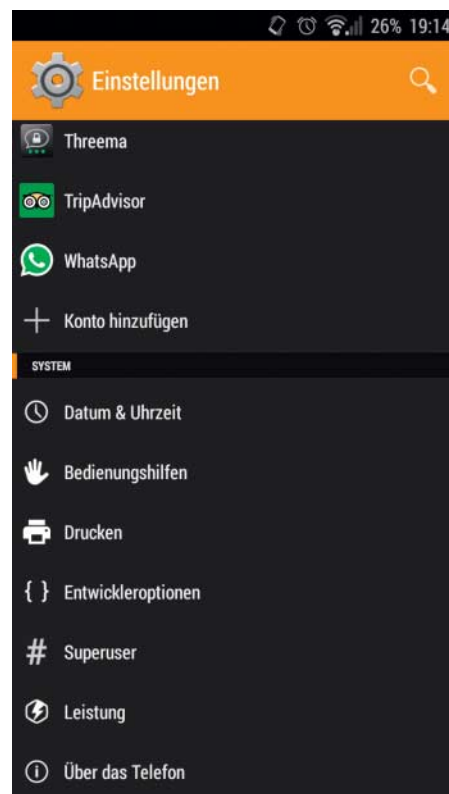 26% 19:14
Einstellungen
Threema
TripAdvisor
WhatsApp
Konto hinzufügen
SYSTEM
Datum & Uhrzeit
Bedienungshilfen
Drucken
{ } Entwickleroptionen
# Superuser
Leistung
Über das Telefon